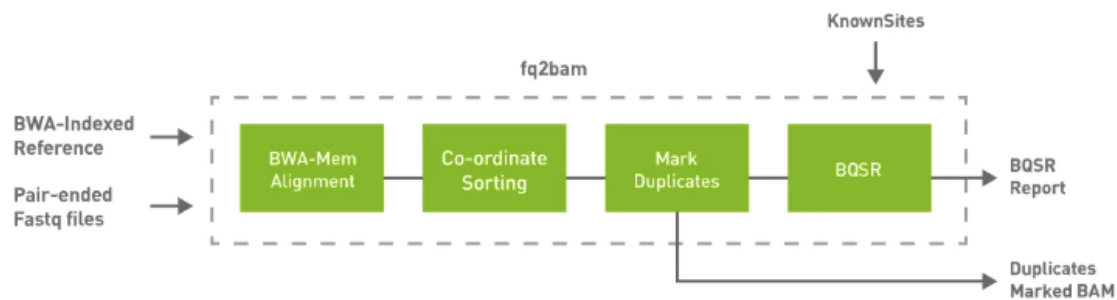 KnownSites
fq2bam
BWA-Indexed
Reference
Pair-ended
Fastq files
BWA-Mem
Alignment
Co-ordinate
Sorting
Mark
Duplicates
BQSR
BQSR
Report
Duplicates
Marked BAM